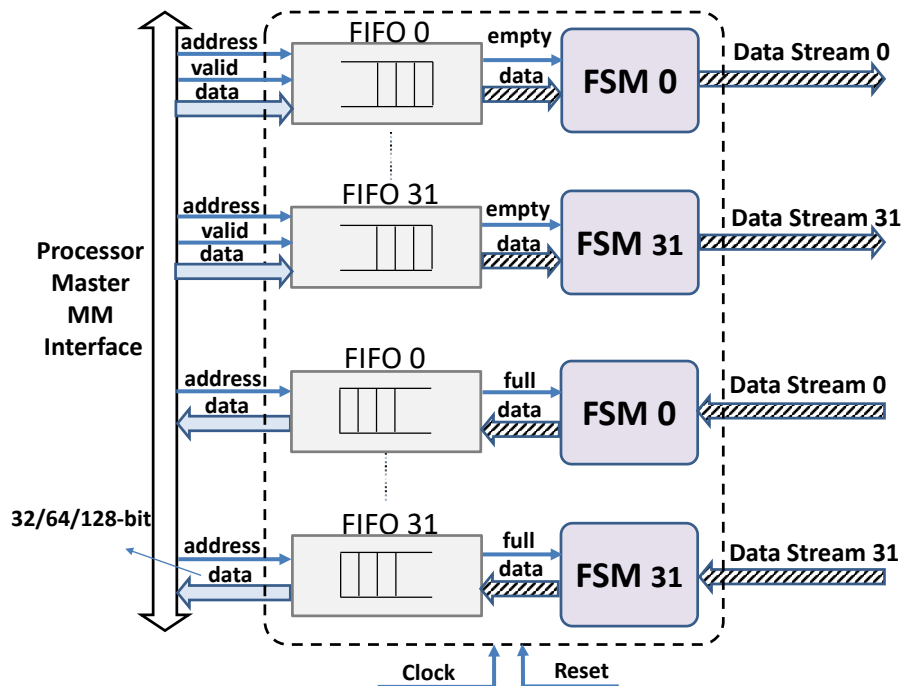 FIFO 0
address
valid
data
empty
data
FSM 0
Data Stream 0
FIFO 31
address
valid
data
empty
data
FSM 31
Data Stream 31
Processor
Master
MM
Interface
FIFO 0
address
data
full
data
FSM 0
Data Stream 0
32/64/128-bit
FIFO 31
address
data
full
data
FSM 31
Data Stream 31
Clock
Reset